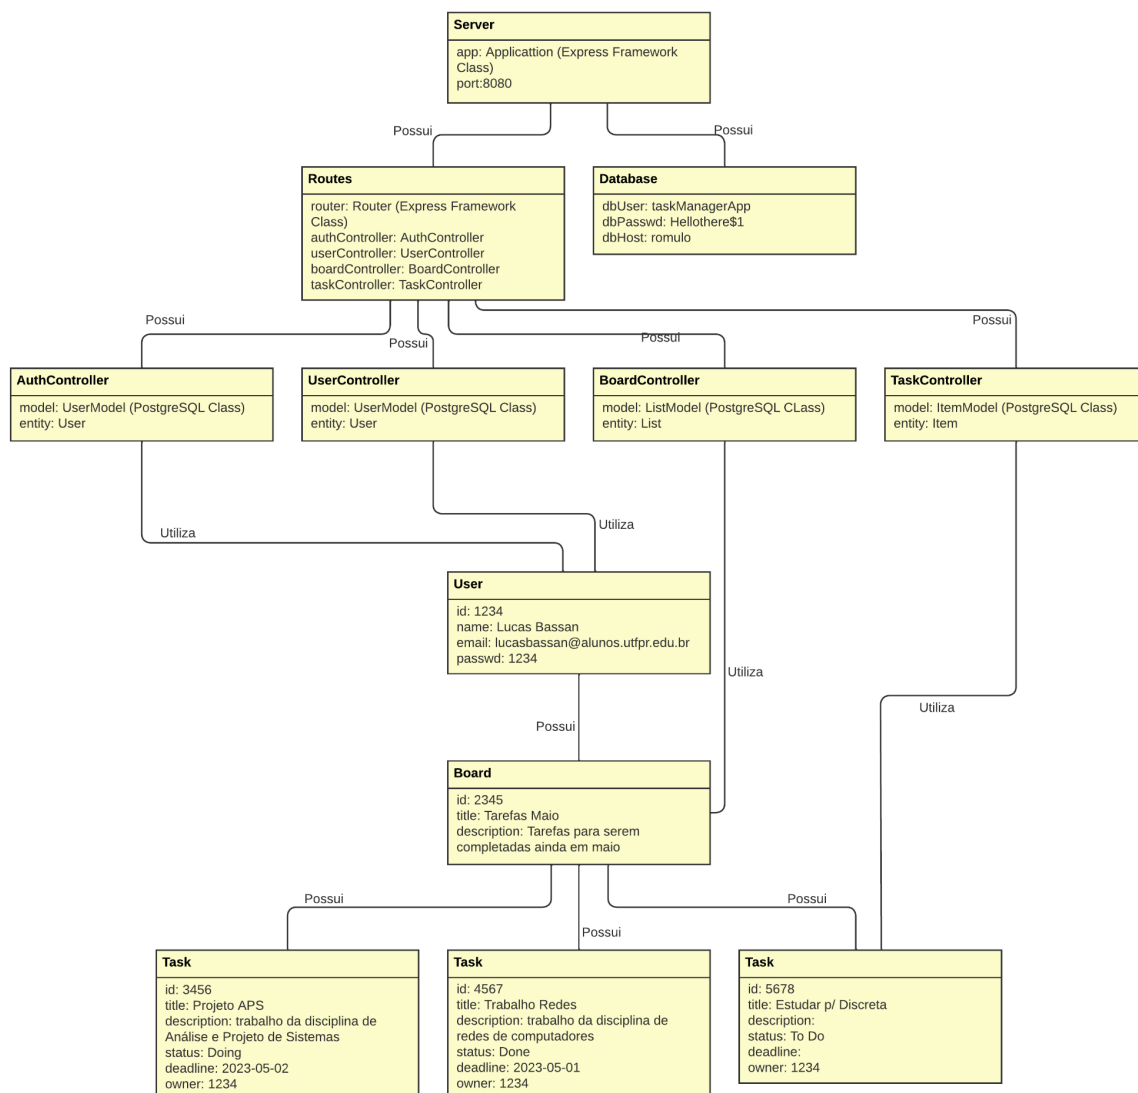 Server
app: Applicattion (Express Framework
Class)
port:8080
Possui
Possui
Routes
router: Router (Express Framework
Class)
authController: AuthController
userController: UserController
boardController: BoardController
taskController: TaskController
Database
dbUser: taskManagerApp
dbPasswd: Hellothere$1
dbHost: romulo
Possui
Possui
Possui
Possui
AuthController
model: UserModel (PostgreSQL Class)
entity: User
UserController
model: UserModel (PostgreSQL Class)
entity: User
BoardController
model: ListModel (PostgreSQL CLass)
entity: List
TaskController
model: ItemModel (PostgreSQL Class)
entity: Item
Utiliza
Utiliza
User
id: 1234
name: Lucas Bassan
email: lucasbassan@alunos.utfpr.edu.br
passwd: 1234
Utiliza
Utiliza
Possui
Board
id: 2345
title: Tarefas Maio
description: Tarefas para serem
completadas ainda em maio
Possui
Possui
Possui
Task
id: 3456
title: Projeto APS
description: trabalho da disciplina de
Análise e Projeto de Sistemas
status: Doing
deadline: 2023-05-02
owner: 1234
Task
id: 4567
title: Trabalho Redes
description: trabalho da disciplina de
redes de computadores
status: Done
deadline: 2023-05-01
owner: 1234
Task
id: 5678
title: Estudar p/ Discreta
description:
status: To Do
deadline:
owner: 1234